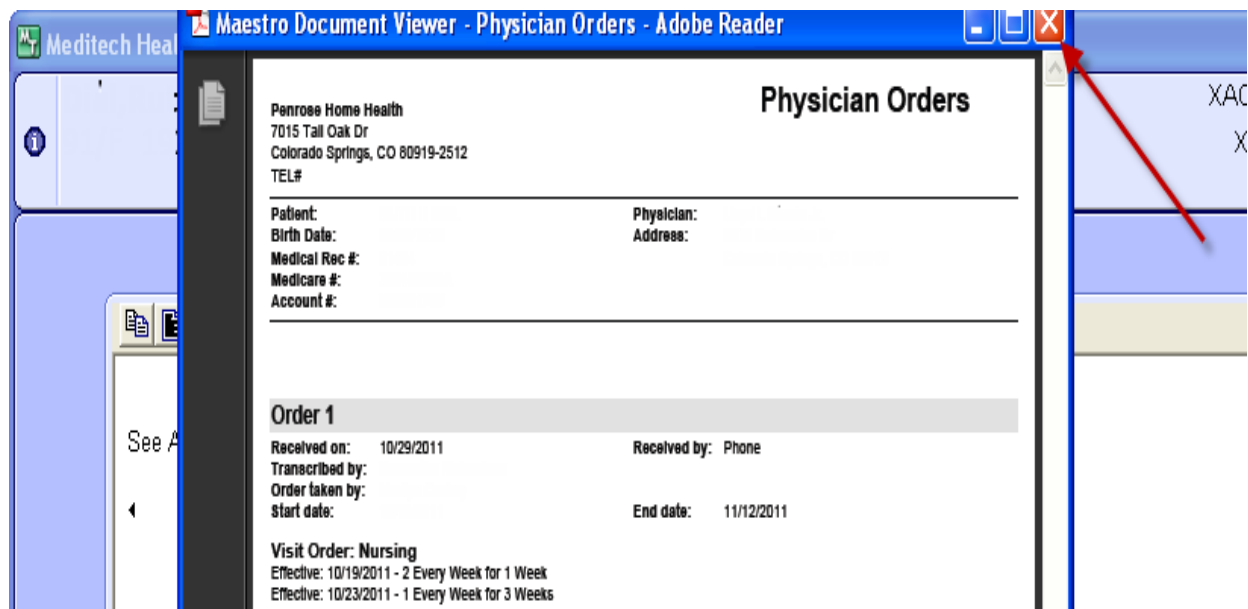 Maestro Document Viewer - Physician Orders - Adobe Reader
Meditech Heal
XAC
X
Physician Orders
Penrose Home Health
7015 Tall Oak Dr
Colorado Springs, CO 80919-2512
TEL#
Patient: Physician:
Birth Date: Address:
Medical Rec #:
Medicare #:
Account #:
Order 1
Received on: 10/29/2011 Received by: Phone
Transcribed by:
Order taken by:
Start date: End date: 11/12/2011
Visit Order: Nursing
Effective: 10/19/2011 - 2 Every Week for 1 Week
Effective: 10/23/2011 - 1 Every Week for 3 Weeks
See A